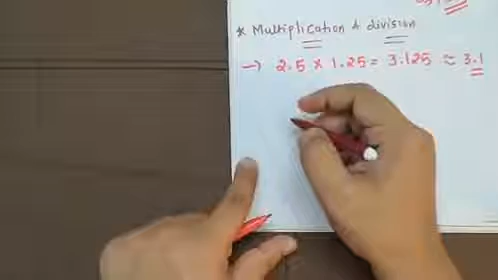 * Multiplication & division
→ 2.5 × 1.25 = 3.125 ≈ 3.1